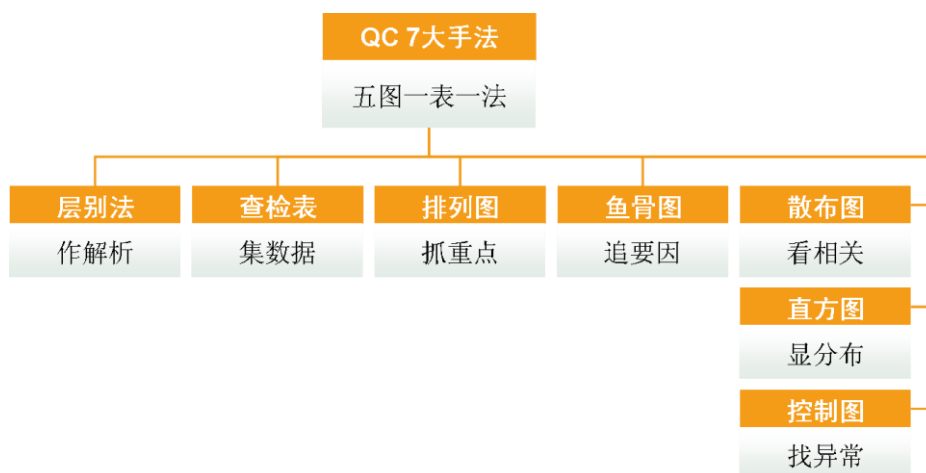 QC 7大手法
五图一表一法
层别法
作解析
查检表
集数据
排列图
抓重点
鱼骨图
追要因
散布图
看相关
直方图
显分布
控制图
找异常